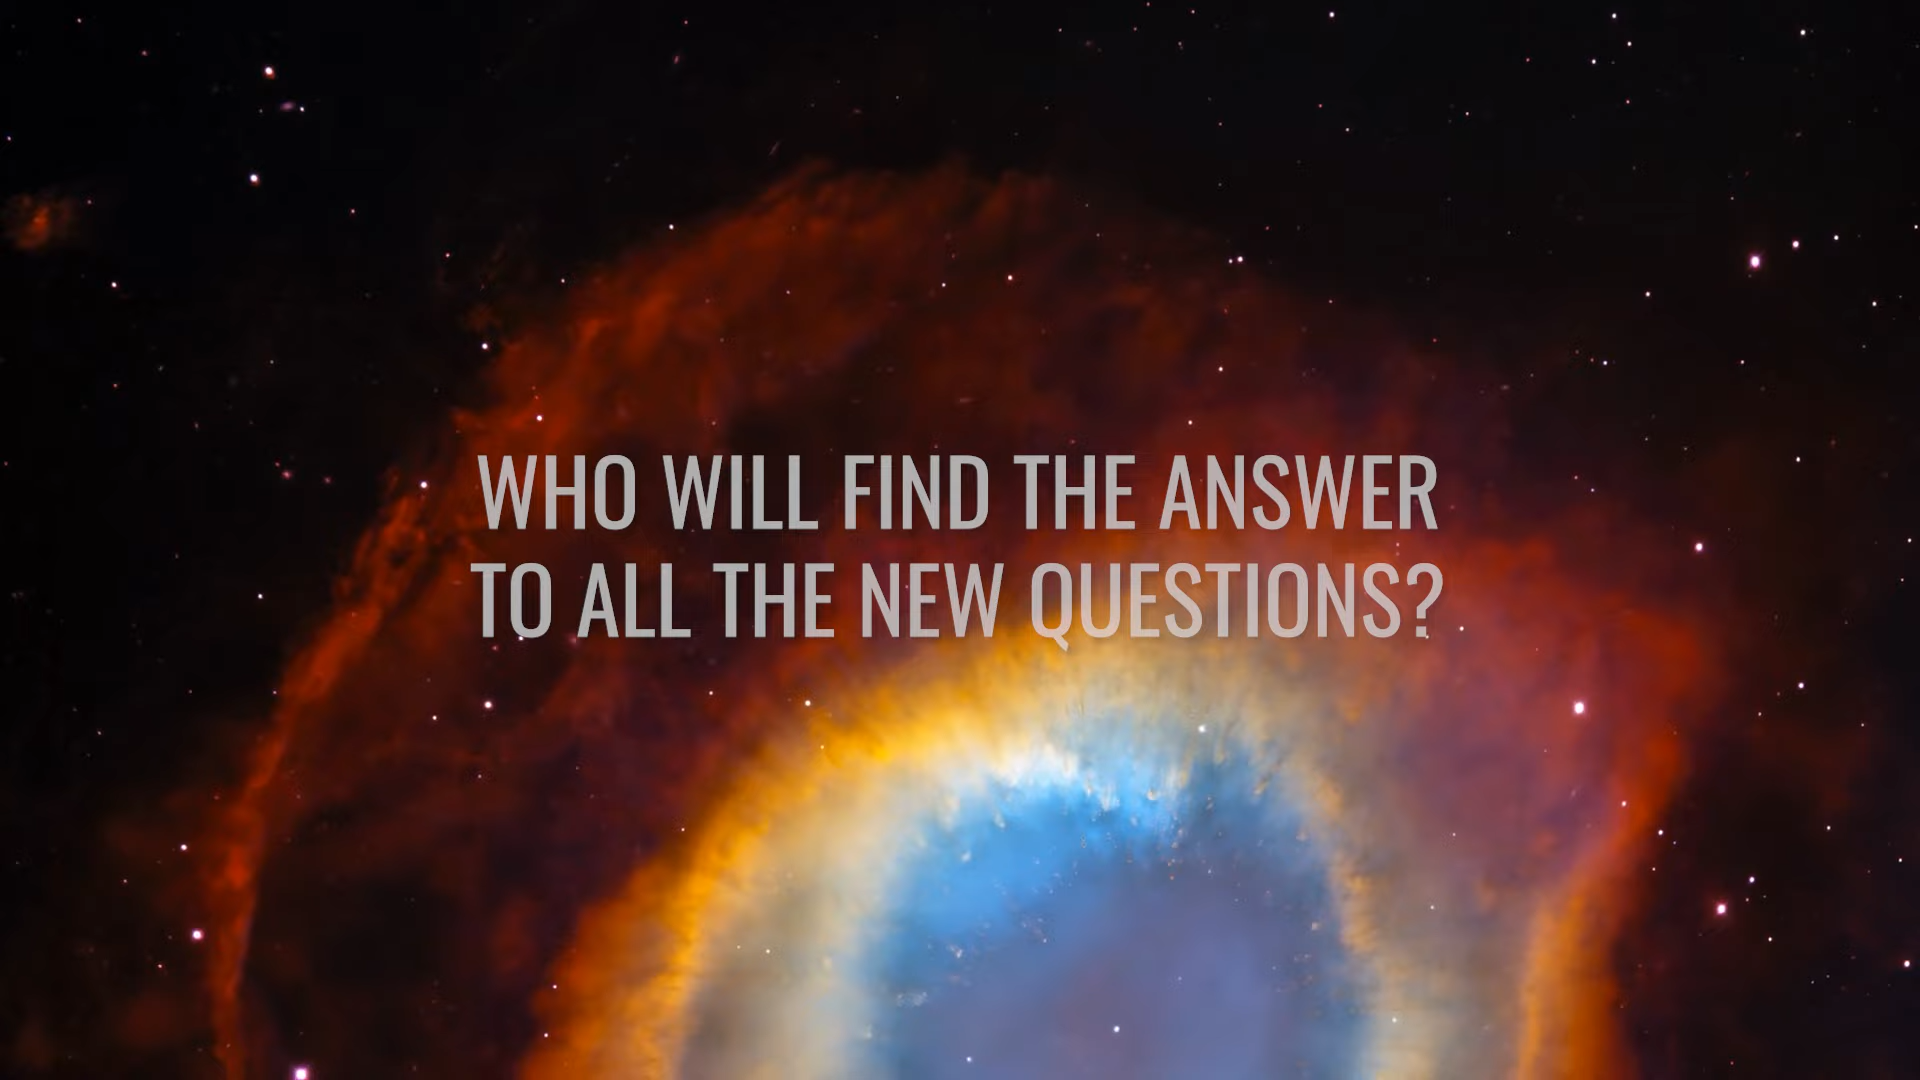 WHO WILL FIND THE ANSWER
TO ALL THE NEW QUESTIONS?